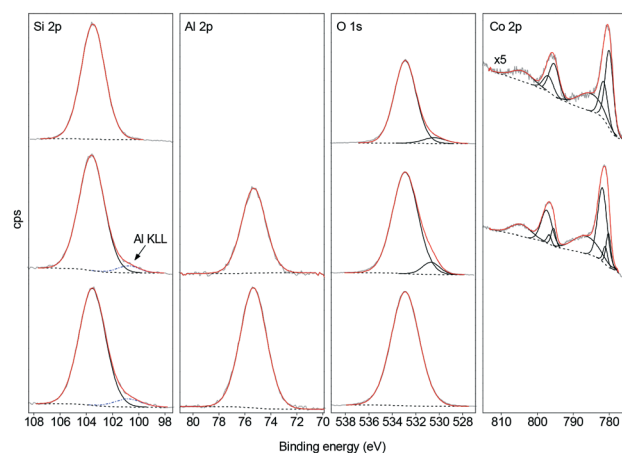 Si 2p
Al 2p
O 1s
Co 2p
x5
Al KLL
cps
108 106 104 102 100 98
80 78 76 74 72 70
538 536 534 532 530 528
810 800 790 780
Binding energy (eV)